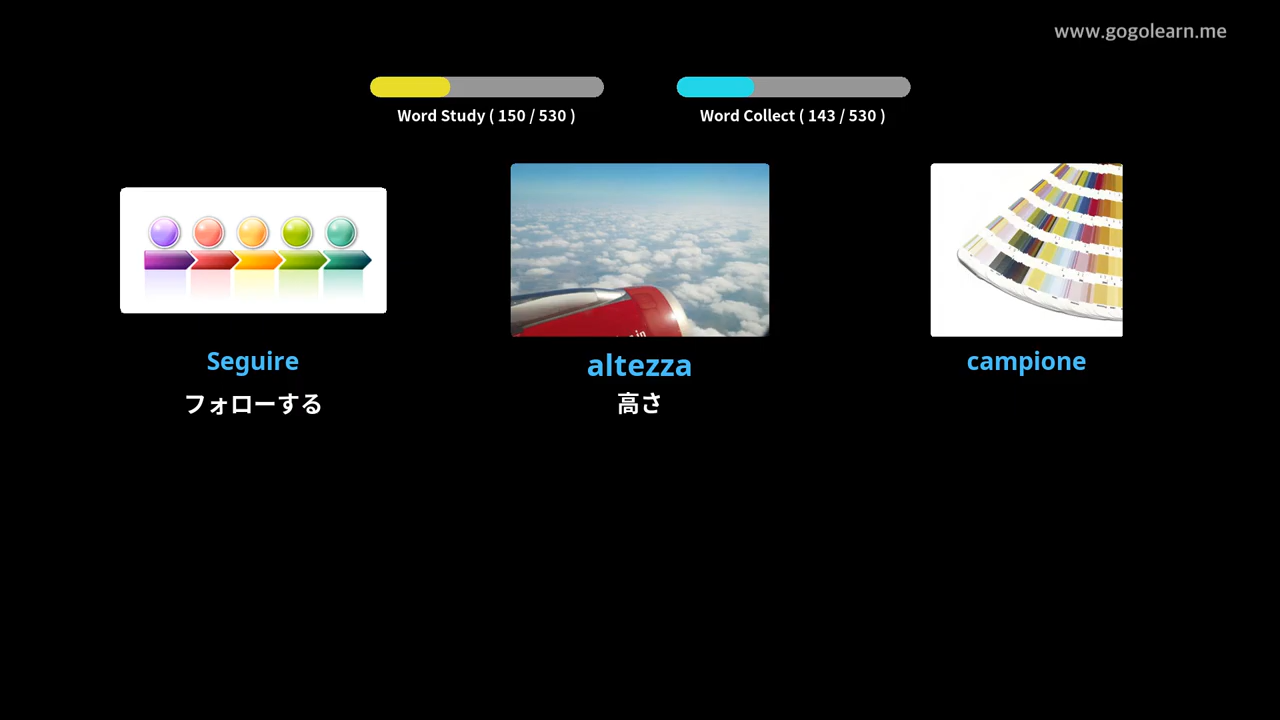 www.gogolearn.me
Word Study ( 150 / 530 )
Word Collect ( 143 / 530 )
Seguire
altezza
campione
フォローする
高さ